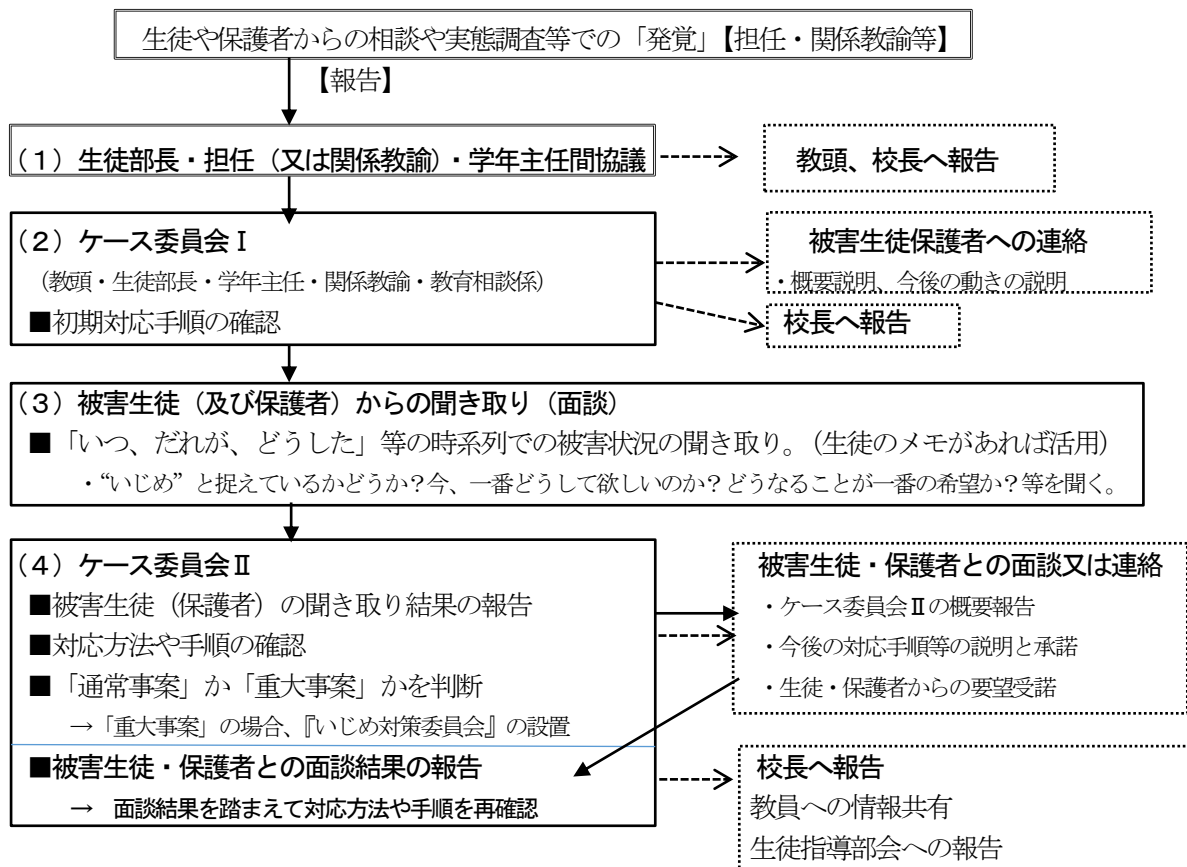 生徒や保護者からの相談や実態調査等での「発覚」【担任・関係教諭等】
【報告】
（１）生徒部長・担任（又は関係教諭）・学年主任間協議
教頭、校長へ報告
（２）ケース委員会Ⅰ
（教頭・生徒部長・学年主任・関係教諭・教育相談係）
■初期対応手順の確認
被害生徒保護者への連絡
・概要説明、今後の動きの説明
校長へ報告
（３）被害生徒（及び保護者）からの聞き取り（面談）
■「いつ、だれが、どうした」等の時系列での被害状況の聞き取り。（生徒のメモがあれば活用）
・“いじめ”と捉えているかどうか？今、一番どうして欲しいのか？どうなることが一番の希望か？等を聞く。
（４）ケース委員会Ⅱ
■被害生徒（保護者）の聞き取り結果の報告
■対応方法や手順の確認
■「通常事案」か「重大事案」かを判断
→「重大事案」の場合、『いじめ対策委員会』の設置
■被害生徒・保護者との面談結果の報告
→ 面談結果を踏まえて対応方法や手順を再確認
被害生徒・保護者との面談又は連絡
・ケース委員会Ⅱの概要報告
・今後の対応手順等の説明と承諾
・生徒・保護者からの要望受諾
校長へ報告
教員への情報共有
生徒指導部会への報告